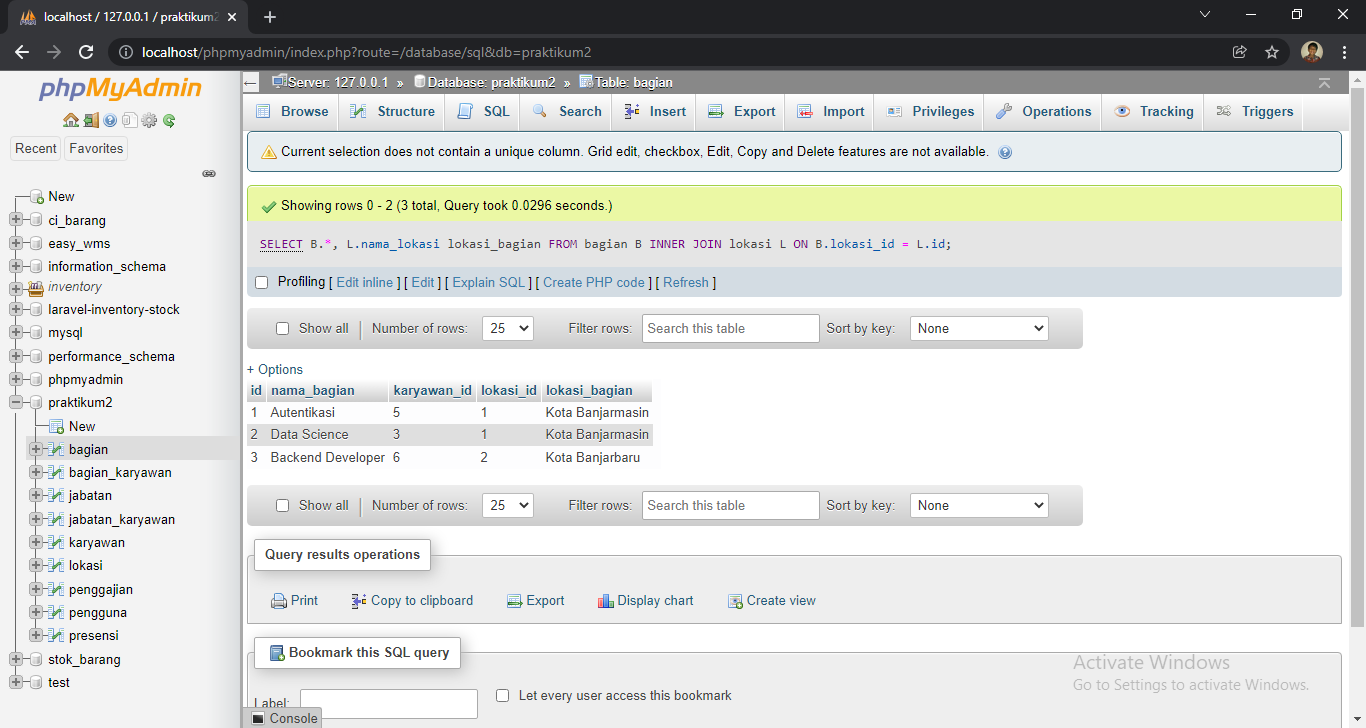 localhost / 127.0.0.1 / praktikum2
localhost/phpmyadmin/index.php?route=/database/sql&db=praktikum2
phpMyAdmin
Recent Favorites
New
ci_barang
easy_wms
information_schema
inventory
laravel-inventory-stock
mysql
performance_schema
phpmyadmin
praktikum2
New
bagian
bagian_karyawan
jabatan
jabatan_karyawan
karyawan
lokasi
penggajian
pengguna
presensi
stok_barang
test
Server: 127.0.0.1 » Database: praktikum2 » Table: bagian
Browse Structure SQL Search Insert Export Import Privileges Operations Tracking Triggers
Current selection does not contain a unique column. Grid edit, checkbox, Edit, Copy and Delete features are not available.
Showing rows 0 - 2 (3 total, Query took 0.0296 seconds.)
SELECT B.*, L.nama_lokasi lokasi_bagian FROM bagian B INNER JOIN lokasi L ON B.lokasi_id = L.id;
Profiling [ Edit inline ] [ Edit ] [ Explain SQL ] [ Create PHP code ] [ Refresh ]
Show all | Number of rows: 25 Filter rows: Search this table Sort by key: None
+ Options
id nama_bagian karyawan_id lokasi_id lokasi_bagian
1 Autentikasi 5 1 Kota Banjarmasin
2 Data Science 3 1 Kota Banjarmasin
3 Backend Developer 6 2 Kota Banjarbaru
Show all | Number of rows: 25 Filter rows: Search this table Sort by key: None
Query results operations
Print Copy to clipboard Export Display chart Create view
Bookmark this SQL query
Label: Let every user access this bookmark
Console
Activate Windows
Go to Settings to activate Windows.